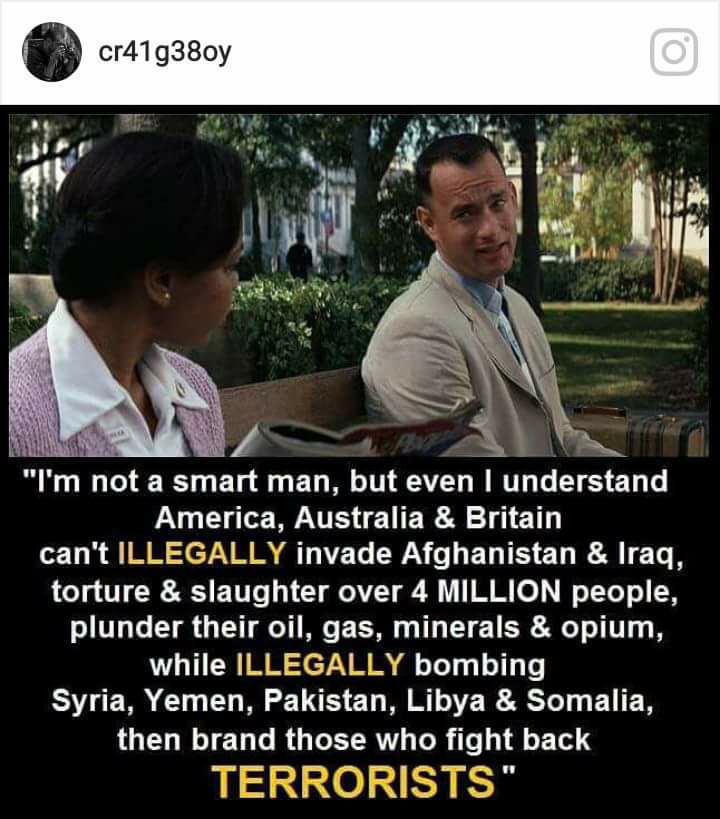 cr41g38oy
"I'm not a smart man, but even I understand
America, Australia & Britain
can't ILLEGALLY invade Afghanistan & Iraq,
torture & slaughter over 4 MILLION people,
plunder their oil, gas, minerals & opium,
while ILLEGALLY bombing
Syria, Yemen, Pakistan, Libya & Somalia,
then brand those who fight back
TERRORISTS"